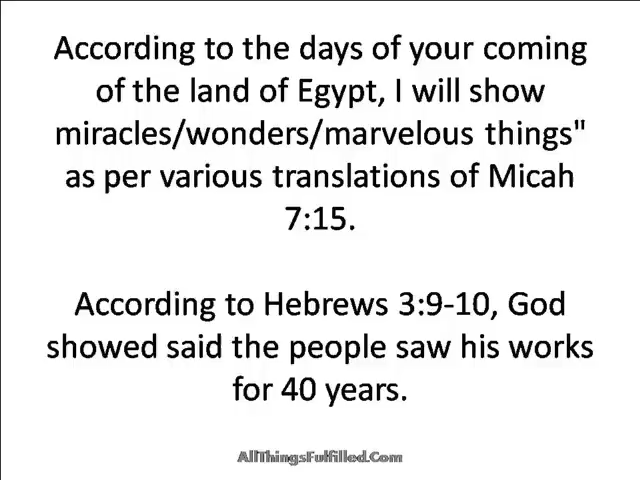 According to the days of your coming
of the land of Egypt, I will show
miracles/wonders/marvelous things"
as per various translations of Micah
7:15.
According to Hebrews 3:9-10, God
showed said the people saw his works
for 40 years.
AllThingsFulfilled.Com